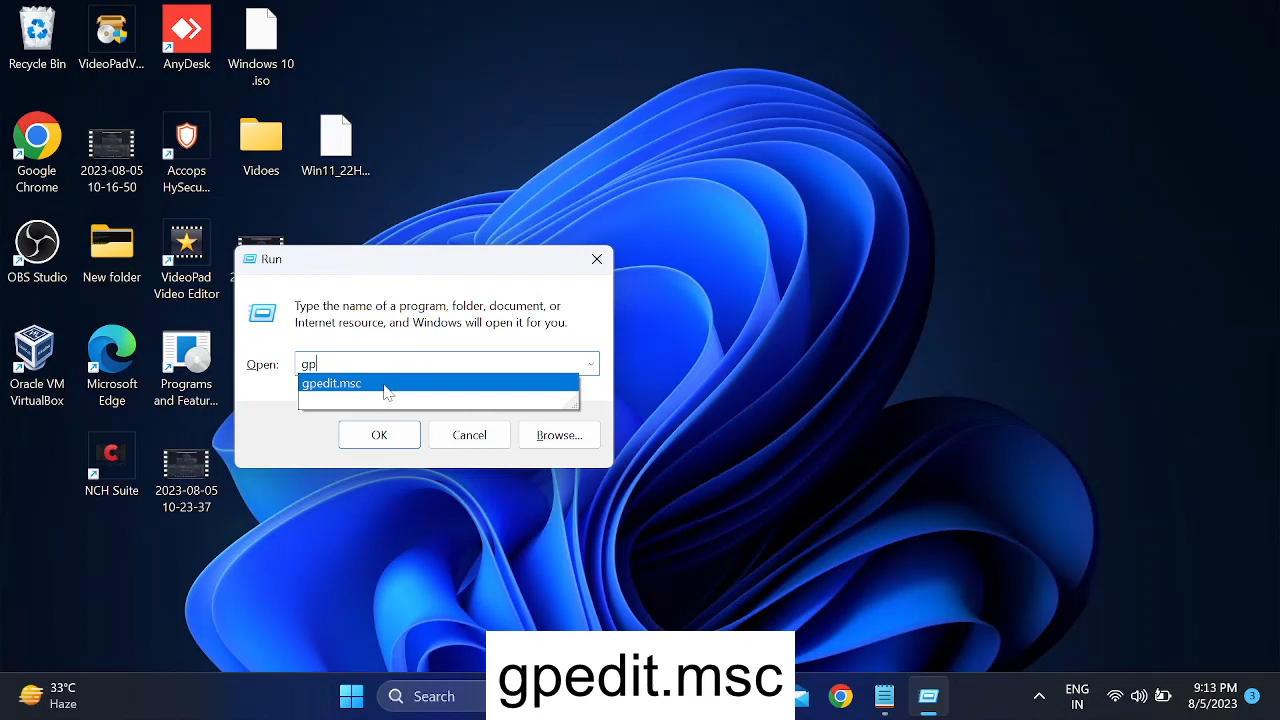 Recycle Bin
VideoPadV...
AnyDesk
Windows 10
.iso
Google
Chrome
2023-08-05
10-16-50
Accops
HySecu...
Vidoes
Win11_22H...
OBS Studio
New folder
VideoPad
Video Editor
Oracle VM
VirtualBox
Microsoft
Edge
Programs
and Featur...
NCH Suite
2023-08-05
10-23-37
Run
Type the name of a program, folder, document, or
Internet resource, and Windows will open it for you.
Open:
gp
gpedit.msc
OK
Cancel
Browse...
gpedit.msc
33°C
Haze
Search
ENG
IN
9:13 PM
8/5/2023
3